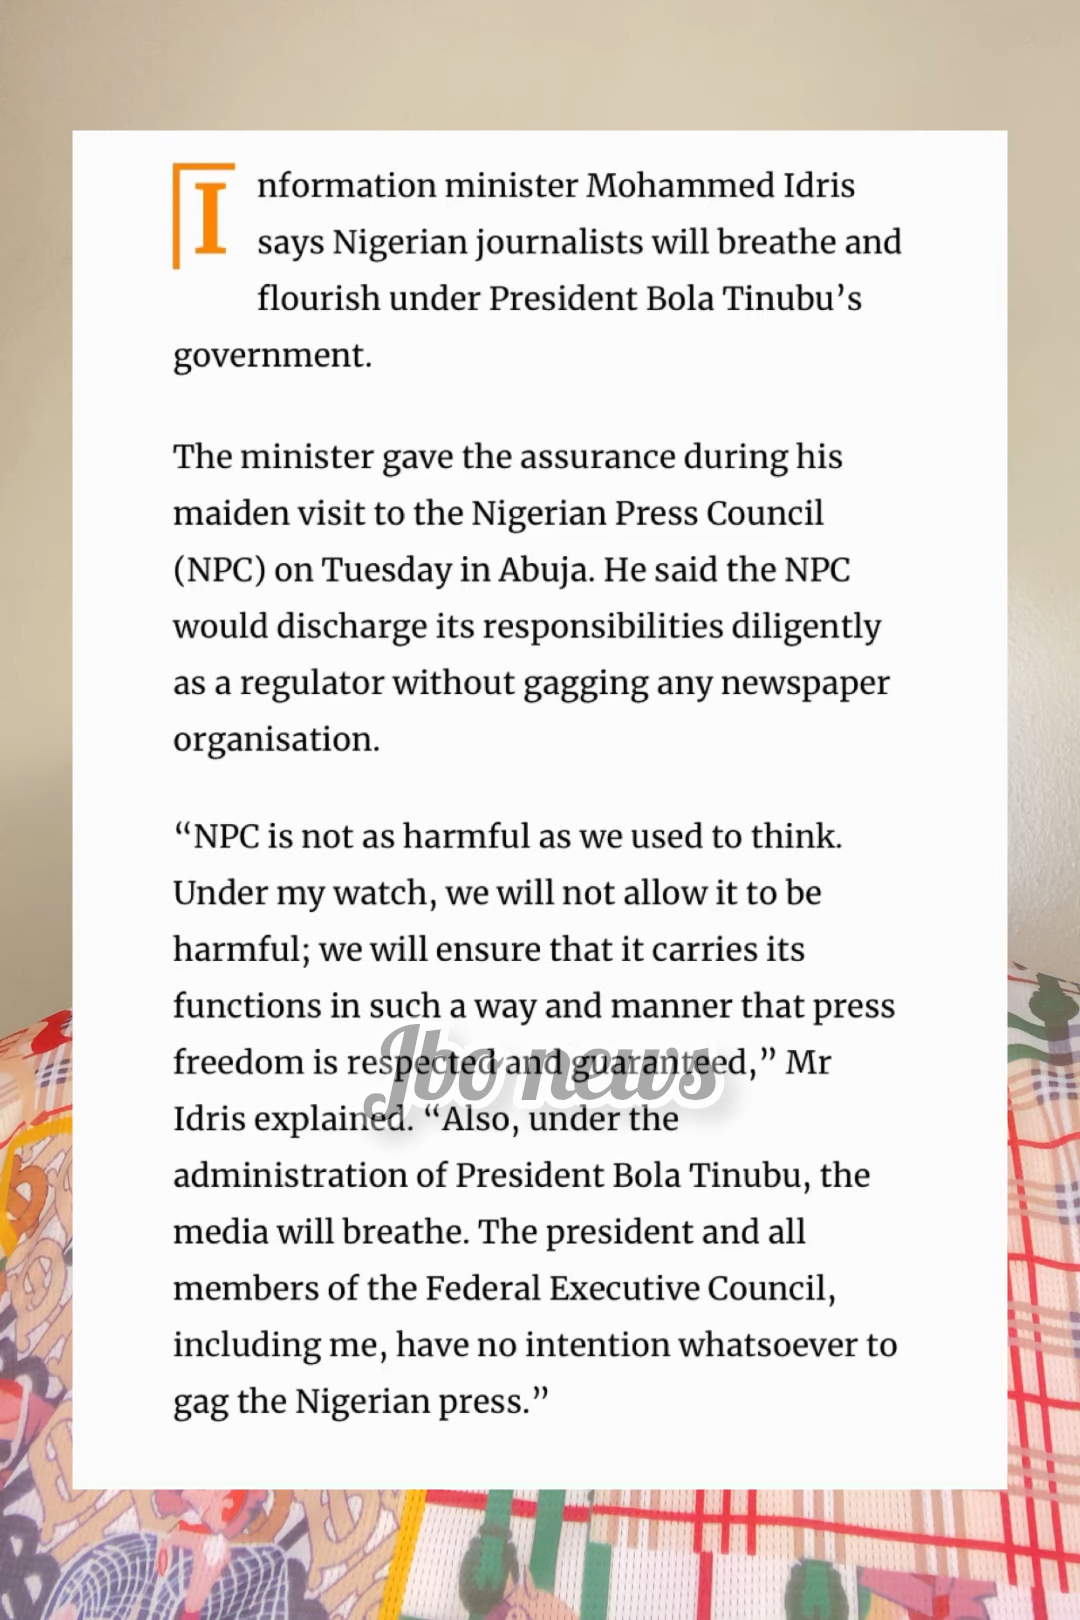 Information minister Mohammed Idris
says Nigerian journalists will breathe and
flourish under President Bola Tinubu’s
government.
The minister gave the assurance during his
maiden visit to the Nigerian Press Council
(NPC) on Tuesday in Abuja. He said the NPC
would discharge its responsibilities diligently
as a regulator without gagging any newspaper
organisation.
“NPC is not as harmful as we used to think.
Under my watch, we will not allow it to be
harmful; we will ensure that it carries its
functions in such a way and manner that press
freedom is respected and guaranteed,” Mr
Idris explained. “Also, under the
administration of President Bola Tinubu, the
media will breathe. The president and all
members of the Federal Executive Council,
including me, have no intention whatsoever to
gag the Nigerian press.”
Jbo news